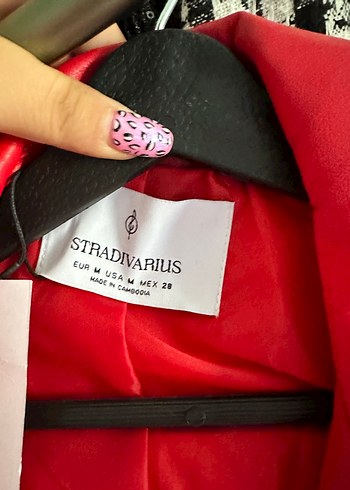 STRADIVARIUS
EUR M USA M MEX 28
MADE IN CAMBODIA